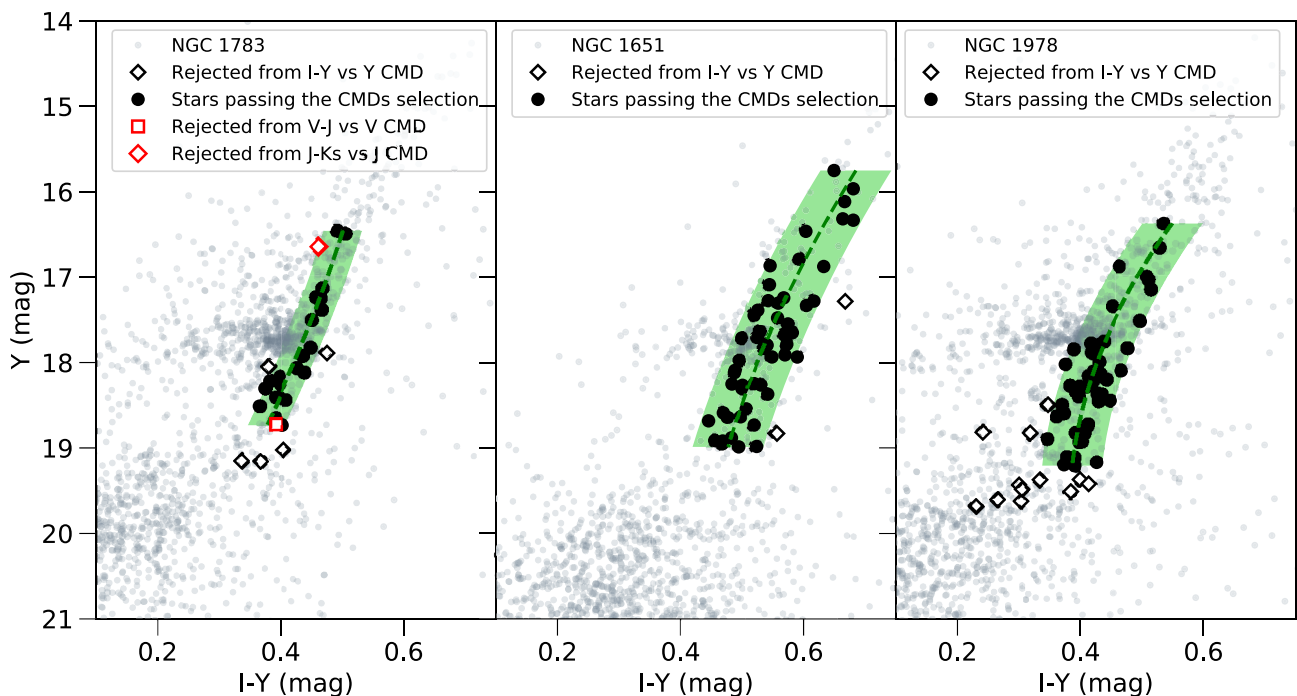 14
15
16
17
18
19
20
21
Y (mag)
NGC 1783
Rejected from I-Y vs Y CMD
Stars passing the CMDs selection
Rejected from V-J vs V CMD
Rejected from J-Ks vs J CMD
NGC 1651
Rejected from I-Y vs Y CMD
Stars passing the CMDs selection
NGC 1978
Rejected from I-Y vs Y CMD
Stars passing the CMDs selection
0.2 0.4 0.6
0.2 0.4 0.6
0.2 0.4 0.6
I-Y (mag)
I-Y (mag)
I-Y (mag)